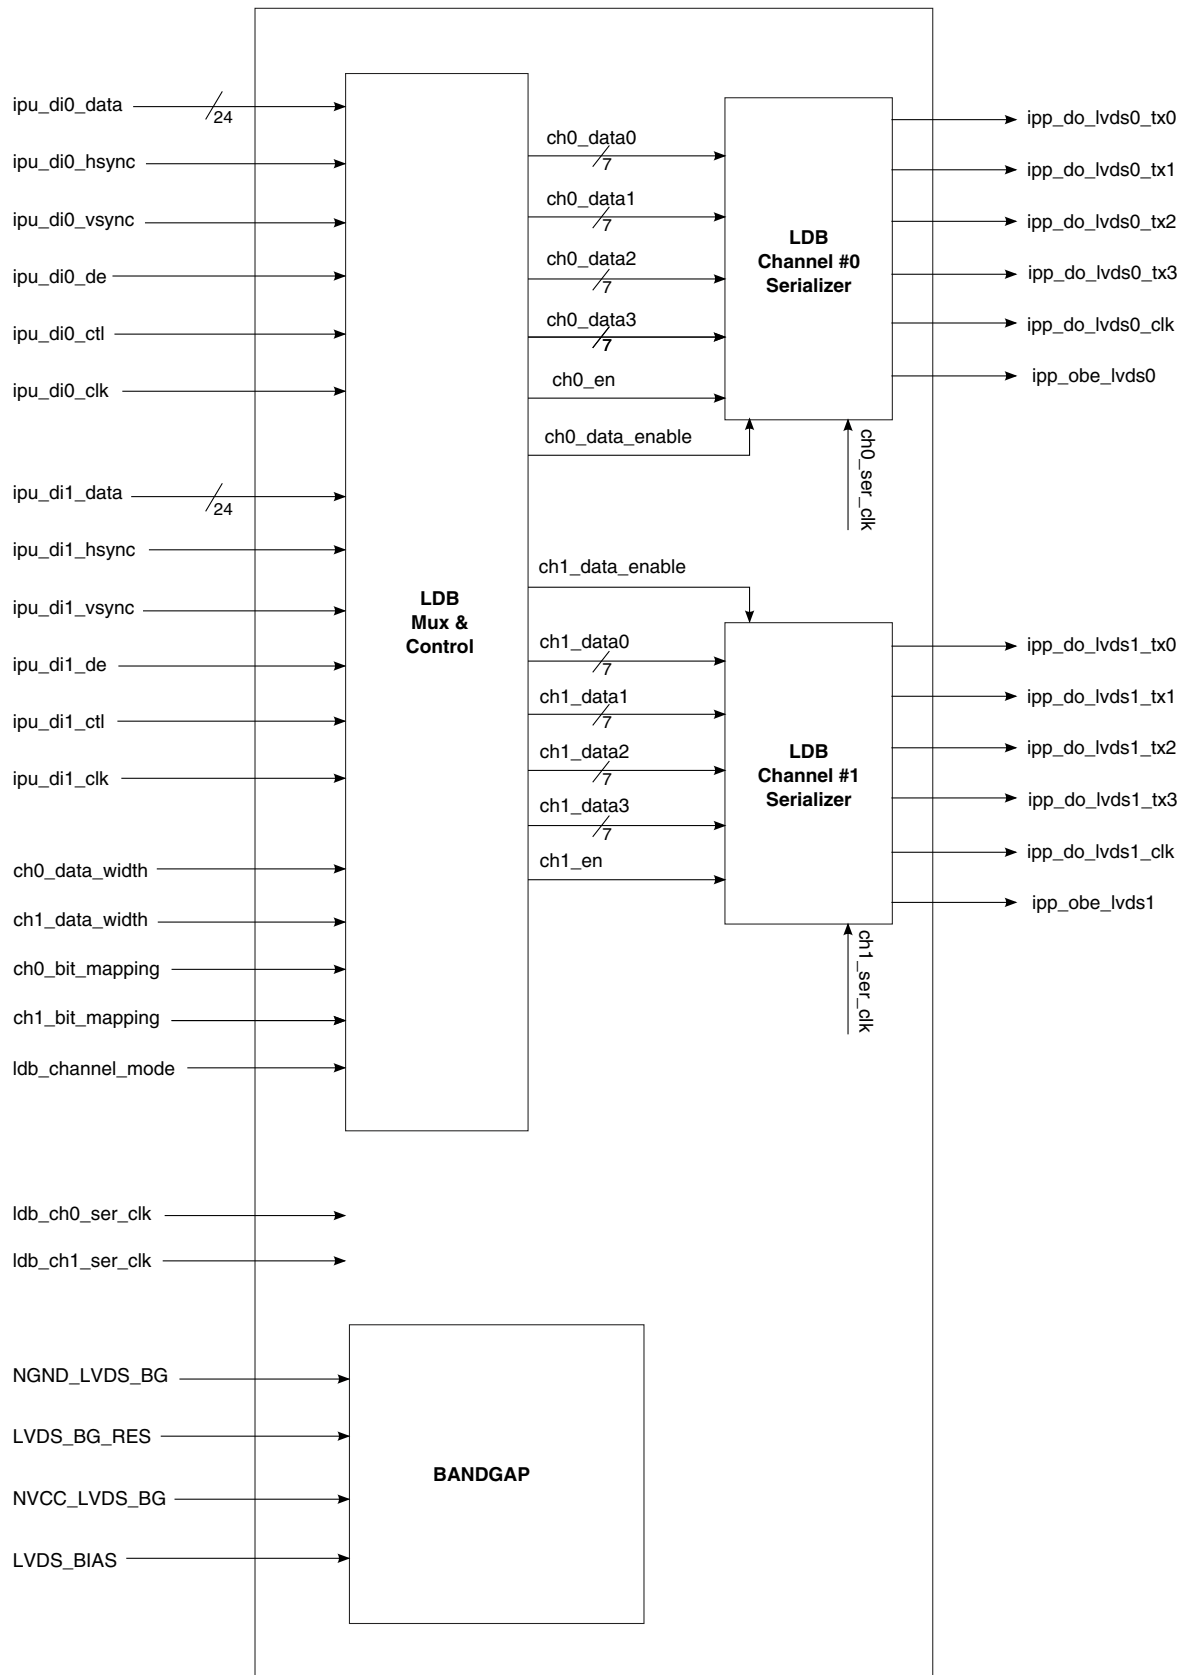 ipu_di0_data
24
ipu_di0_hsync
ipu_di0_vsync
ipu_di0_de
ipu_di0_ctl
ipu_di0_clk
ipu_di1_data
24
ipu_di1_hsync
ipu_di1_vsync
ipu_di1_de
ipu_di1_ctl
ipu_di1_clk
ch0_data_width
ch1_data_width
ch0_bit_mapping
ch1_bit_mapping
ldb_channel_mode
ldb_ch0_ser_clk
ldb_ch1_ser_clk
NGND_LVDS_BG
LVDS_BG_RES
NVCC_LVDS_BG
LVDS_BIAS
LDB
Mux &
Control
BANDGAP
ch0_data0
7
ch0_data1
7
ch0_data2
7
ch0_data3
7
ch0_en
ch0_data_enable
ch1_data_enable
ch1_data0
7
ch1_data1
7
ch1_data2
7
ch1_data3
7
ch1_en
LDB
Channel #0
Serializer
ch0_ser_clk
LDB
Channel #1
Serializer
ch1_ser_clk
ipp_do_lvds0_tx0
ipp_do_lvds0_tx1
ipp_do_lvds0_tx2
ipp_do_lvds0_tx3
ipp_do_lvds0_clk
ipp_obe_lvds0
ipp_do_lvds1_tx0
ipp_do_lvds1_tx1
ipp_do_lvds1_tx2
ipp_do_lvds1_tx3
ipp_do_lvds1_clk
ipp_obe_lvds1